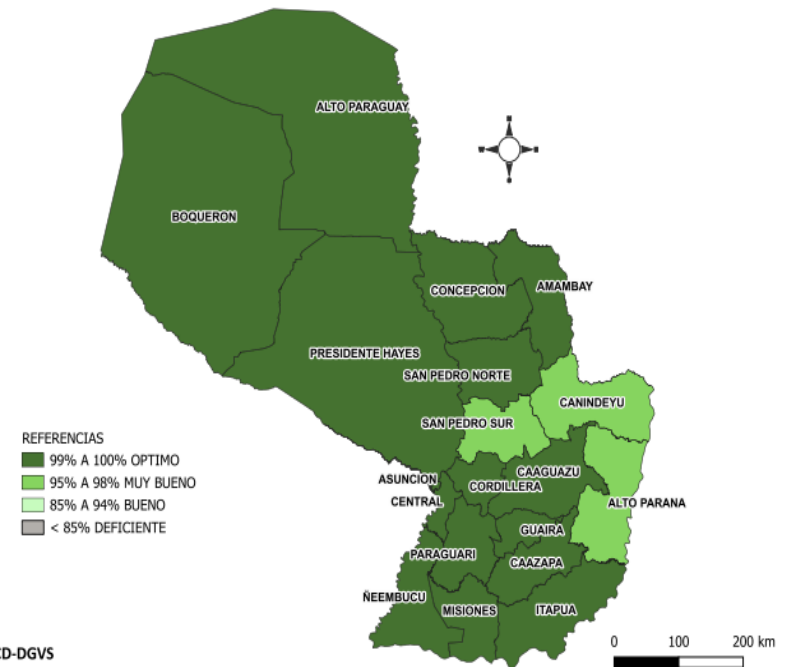 ALTO PARAGUAY
BOQUERON
CONCEPCION
AMAMBAY
PRESIDENTE HAYES
SAN PEDRO NORTE
CANINDEYU
SAN PEDRO SUR
REFERENCIAS
99% A 100% OPTIMO
95% A 98% MUY BUENO
85% A 94% BUENO
< 85% DEFICIENTE
ASUNCION
CAAGUAZU
CORDILLERA
CENTRAL
ALTO PARANA
GUAIRA
PARAGUARI
CAAZAPA
ÑEEMBUCU
MISIONES
ITAPUA
0 100 200 km
CD-DGVS